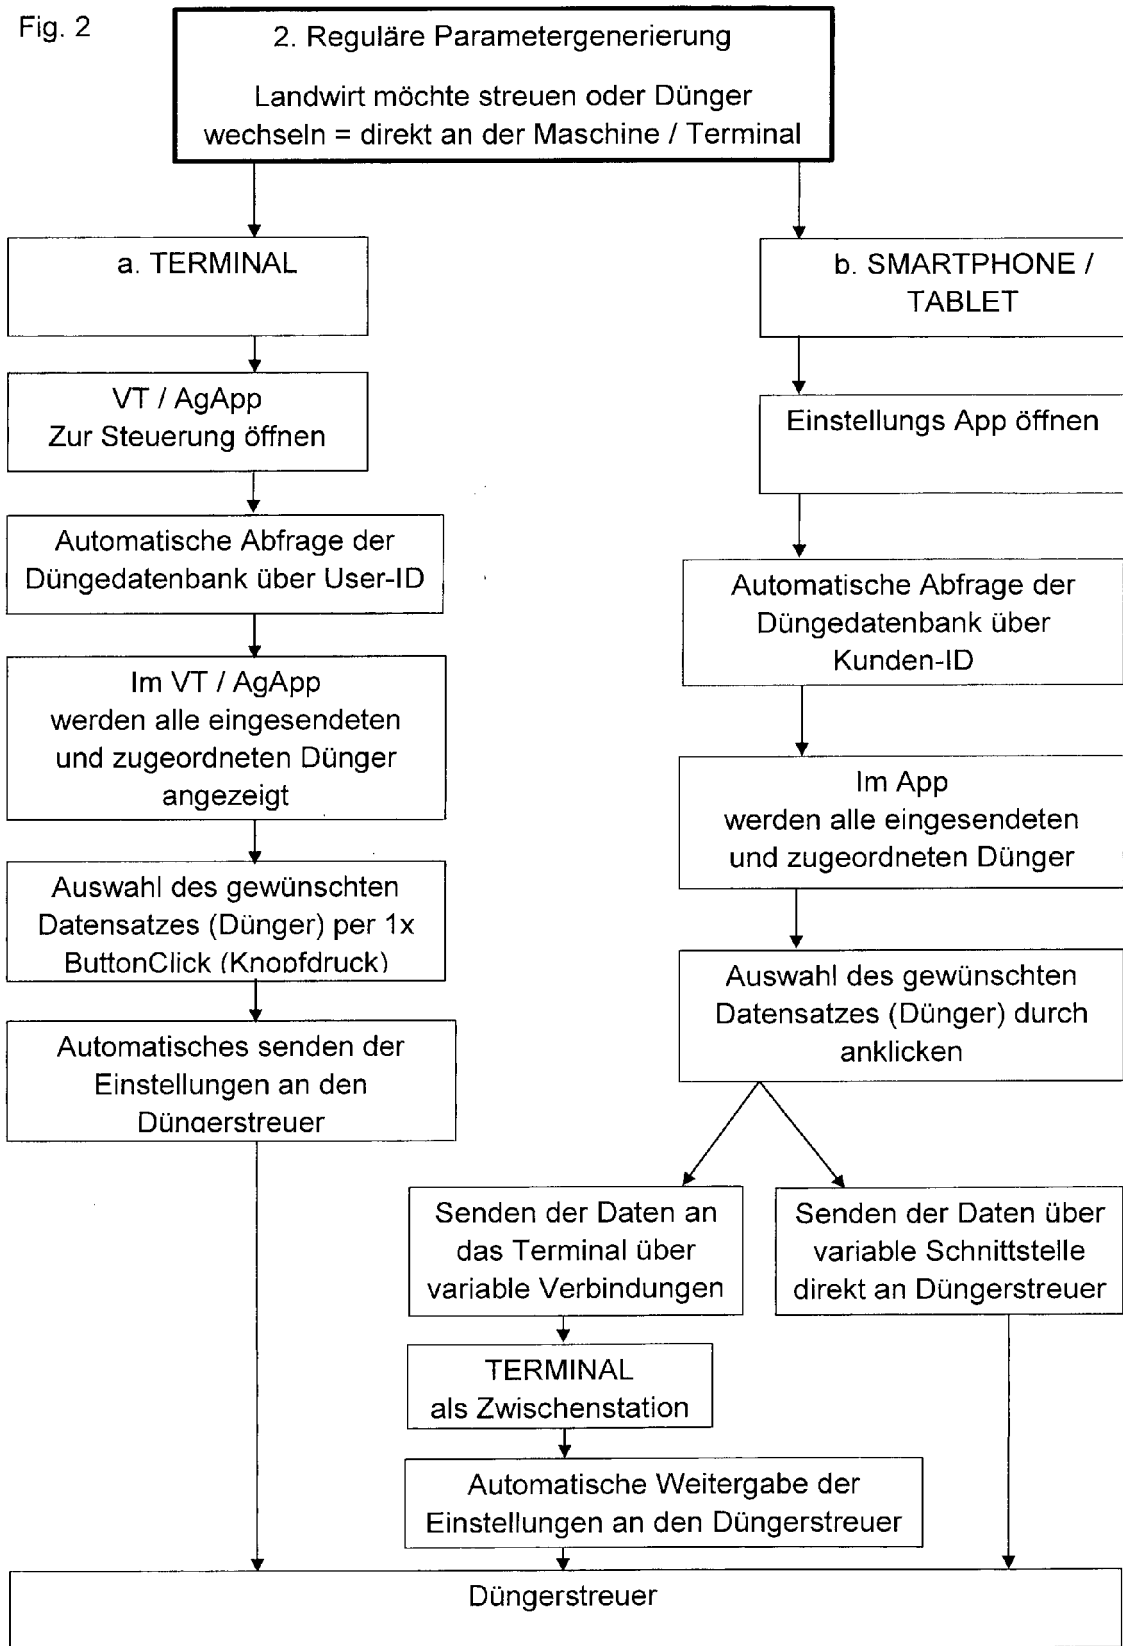 Fig. 2
2. Reguläre Parametergenerierung
Landwirt möchte streuen oder Dünger
wechseln = direkt an der Maschine / Terminal
a. TERMINAL
VT / AgApp
Zur Steuerung öffnen
Automatische Abfrage der
Düngedatenbank über User-ID
Im VT / AgApp
werden alle eingesendeten
und zugeordneten Dünger
angezeigt
Auswahl des gewünschten
Datensatzes (Dünger) per 1x
ButtonClick (Knopfdruck)
Automatisches senden der
Einstellungen an den
Düngerstreuer
b. SMARTPHONE /
TABLET
Einstellungs App öffnen
Automatische Abfrage der
Düngedatenbank über
Kunden-ID
Im App
werden alle eingesendeten
und zugeordneten Dünger
Auswahl des gewünschten
Datensatzes (Dünger) durch
anklicken
Senden der Daten an
das Terminal über
variable Verbindungen
Senden der Daten über
variable Schnittstelle
direkt an Düngerstreuer
TERMINAL
als Zwischenstation
Automatische Weitergabe der
Einstellungen an den Düngerstreuer
Düngerstreuer